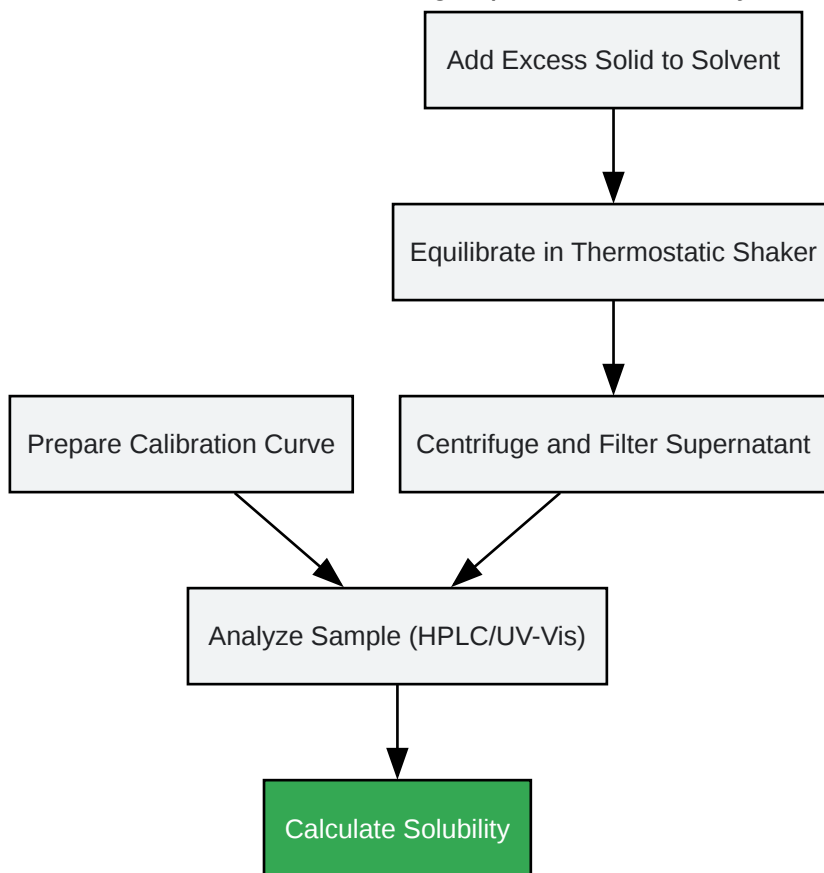 Add Excess Solid to Solvent
Equilibrate in Thermostatic Shaker
Prepare Calibration Curve
Centrifuge and Filter Supernatant
Analyze Sample (HPLC/UV-Vis)
Calculate Solubility